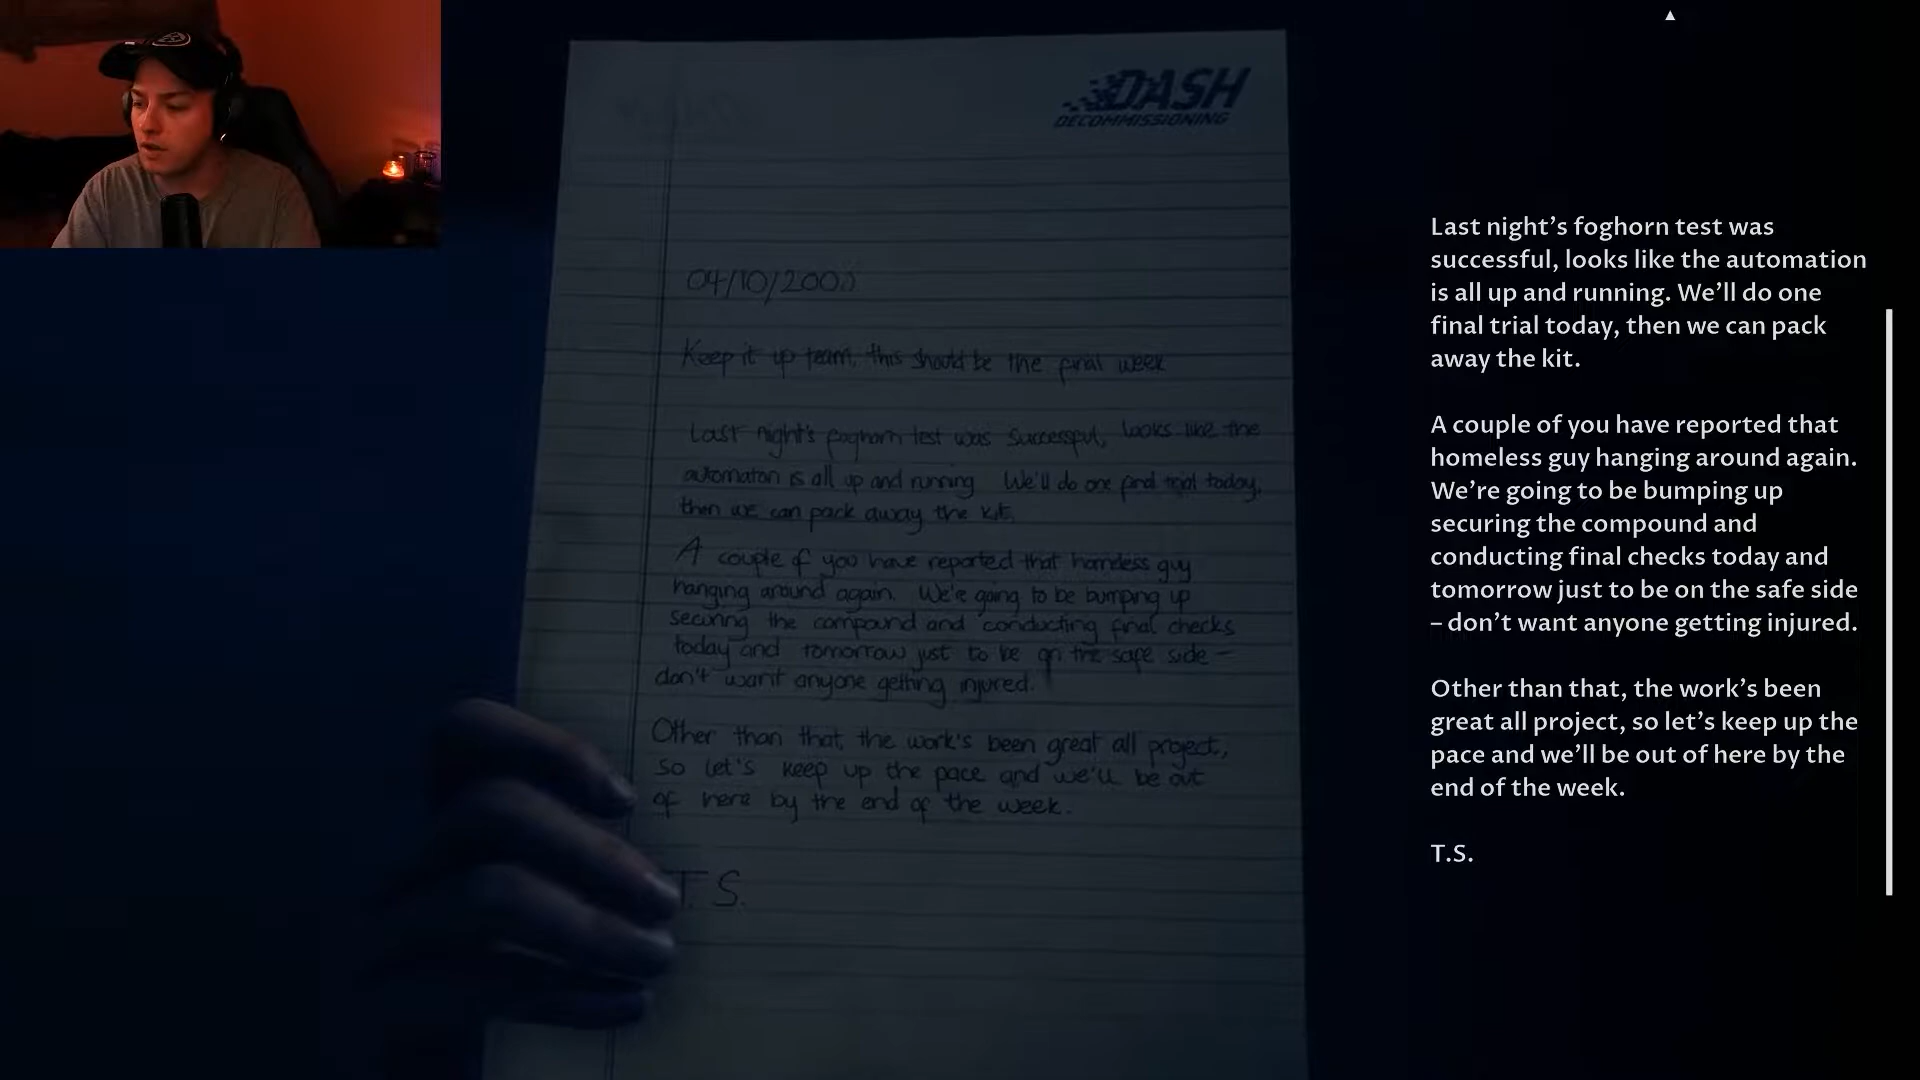 DASH
DECOMMISSIONING
Keep it up team, this should be the final week
Last night's foghorn test was successful, looks like the
automation is all up and running. We'll do one final trial today,
then we can pack away the kit.
A couple of you have reported that homeless guy
hanging around again. We're going to be bumping up
securing the compound and conducting final checks
today and tomorrow just to be on the safe side –
don't want anyone getting injured.
Other than that, the work's been great all project,
so let's keep up the pace and we'll be out
of here by the end of the week.
T.S.
Last night’s foghorn test was
successful, looks like the automation
is all up and running. We’ll do one
final trial today, then we can pack
away the kit.
A couple of you have reported that
homeless guy hanging around again.
We’re going to be bumping up
securing the compound and
conducting final checks today and
tomorrow just to be on the safe side
– don’t want anyone getting injured.
Other than that, the work’s been
great all project, so let’s keep up the
pace and we’ll be out of here by the
end of the week.
T.S.